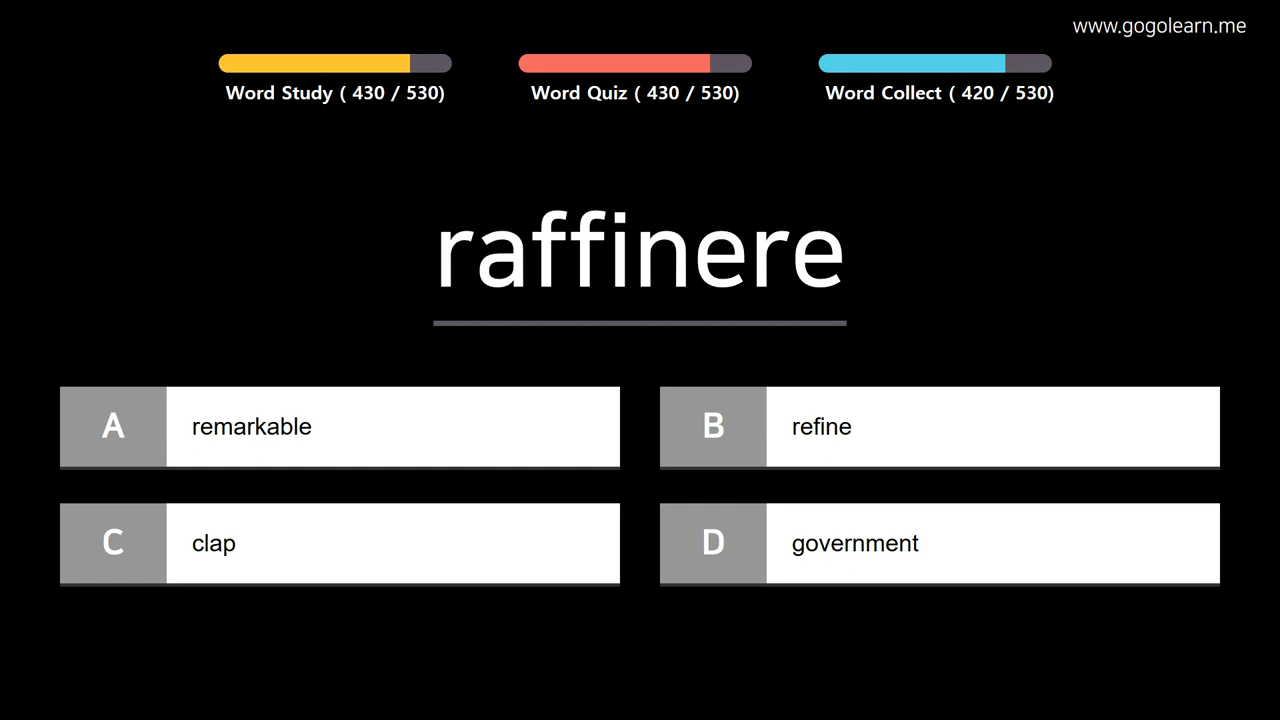 www.gogolearn.me
Word Study ( 430 / 530)
Word Quiz ( 430 / 530)
Word Collect ( 420 / 530)
raffinere
A remarkable
B refine
C clap
D government